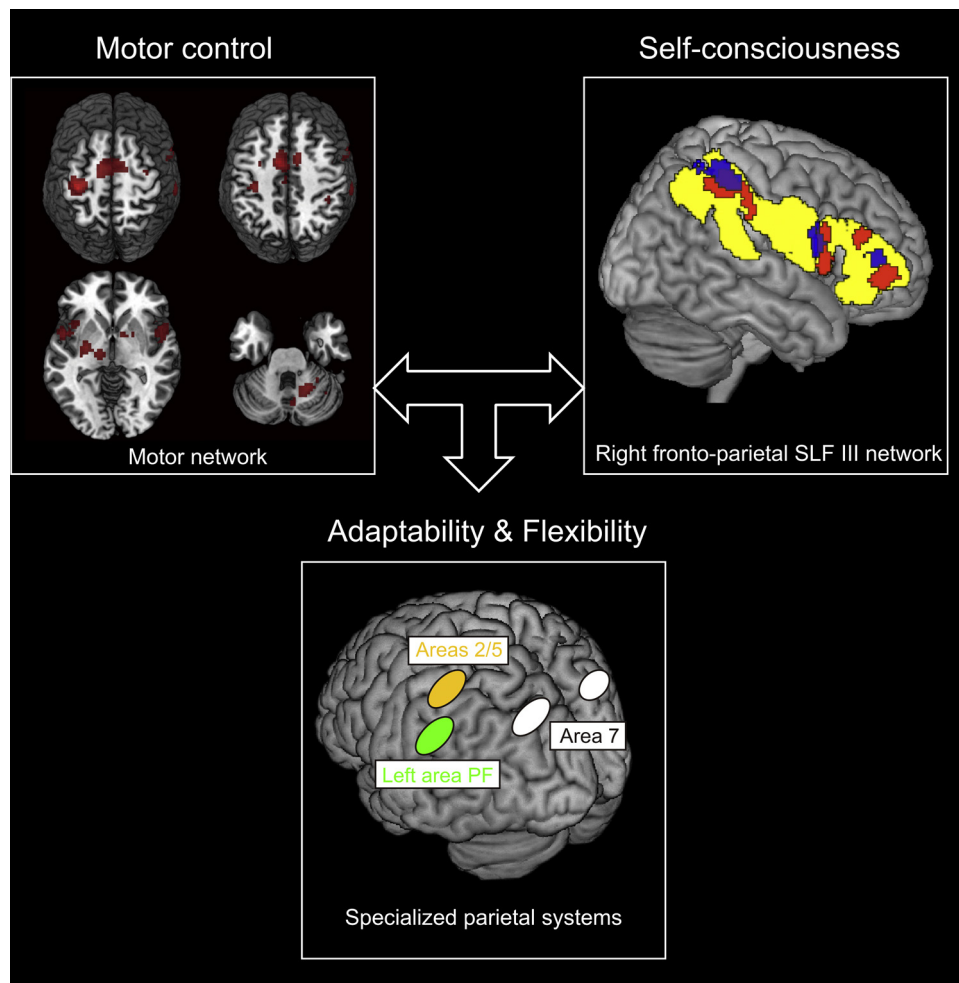 Motor control
Self-consciousness
Motor network
Right fronto-parietal SLF III network
Adaptability & Flexibility
Areas 2/5
Area 7
Left area PF
Specialized parietal systems